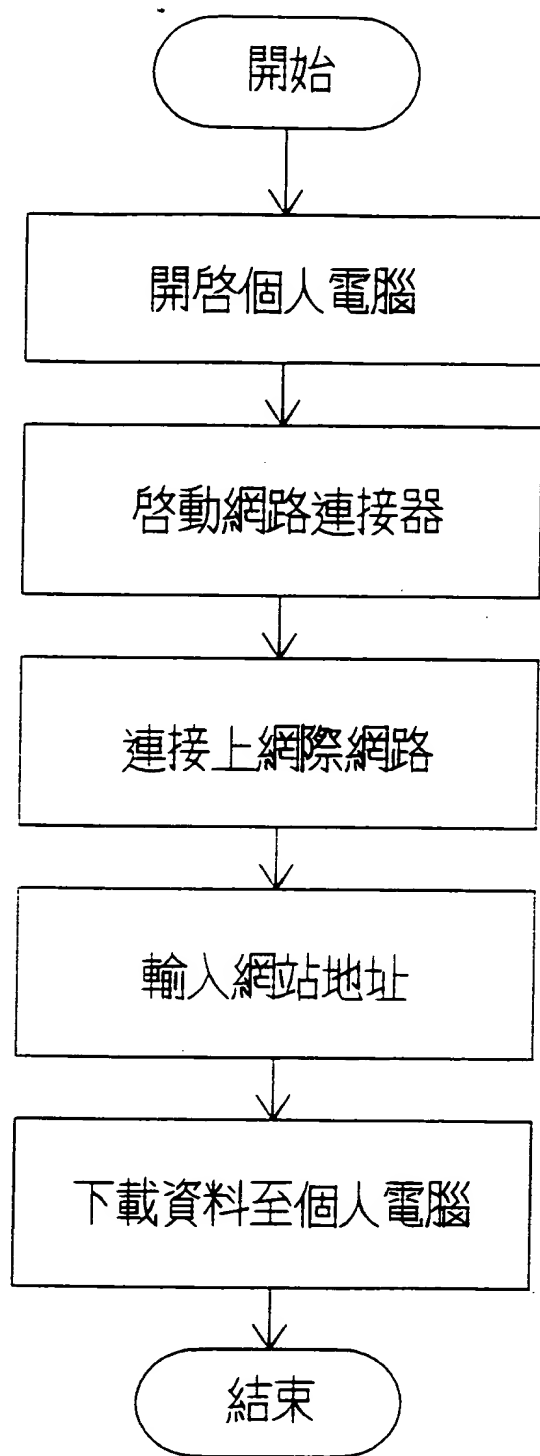 開始
開啓個人電腦
啓動網路連接器
連接上網際網路
輸入網站地址
下載資料至個人電腦
結束